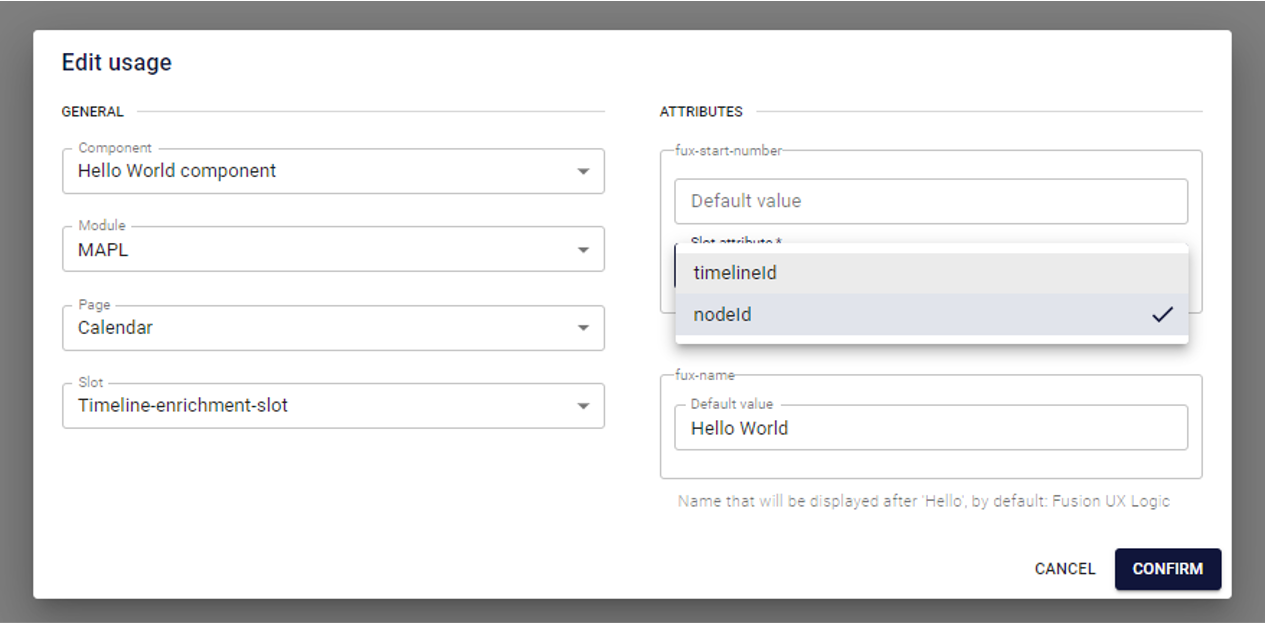 Edit usage
GENERAL
Component
Hello World component
Module
MAPL
Page
Calendar
Slot
Timeline-enrichment-slot
ATTRIBUTES
fux-start-number
Default value
Slot attribute *
timelineId
nodeId
fux-name
Default value
Hello World
Name that will be displayed after 'Hello', by default: Fusion UX Logic
CANCEL
CONFIRM